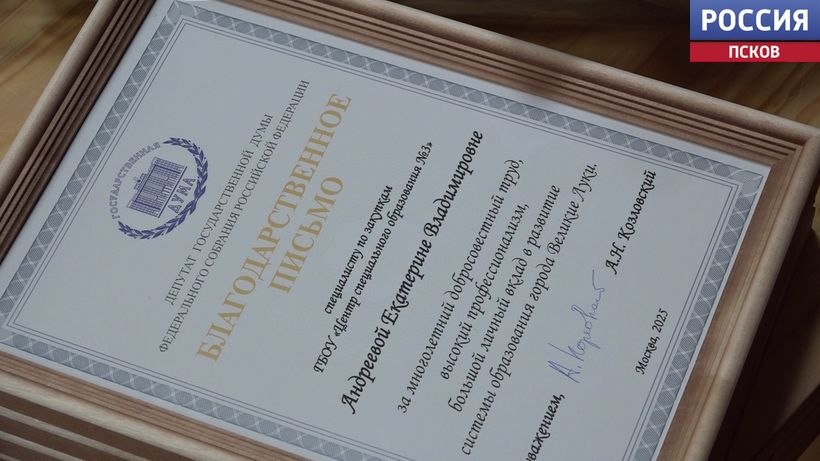 РОССИЯ
ПСКОВ
ГОСУДАРСТВЕННАЯ
ДУМА
ДЕПУТАТ ГОСУДАРСТВЕННОЙ ДУМЫ
ФЕДЕРАЛЬНОГО СОБРАНИЯ РОССИЙСКОЙ ФЕДЕРАЦИИ
БЛАГОДАРСТВЕННОЕ
ПИСЬМО
специалисту по закупкам
ГБОУ «Центр специального образования №3»
Андреевой Екатерине Владимировне
за многолетний добросовестный труд,
высокий профессионализм,
большой личный вклад в развитие
системы образования города Великие Луки.
уважением,
А.Н. Козловский
Москва, 2025